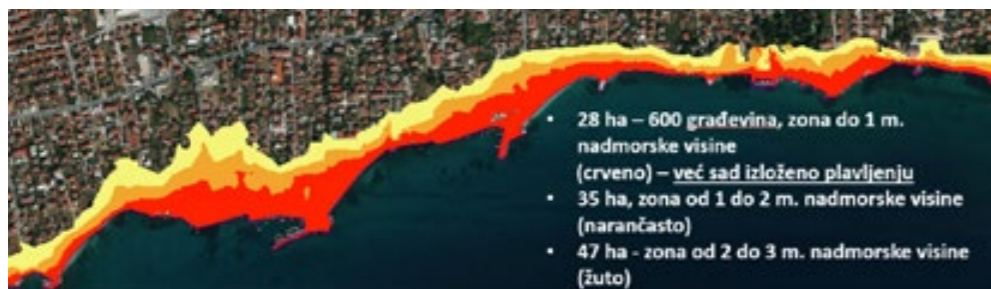 • 28 ha – 600 građevina, zona do 1 m.
nadmorske visine
(crveno) – već sad izloženo plavljenju
• 35 ha, zona od 1 do 2 m. nadmorske visine
(narančasto)
• 47 ha - zona od 2 do 3 m. nadmorske visine
(žuto)